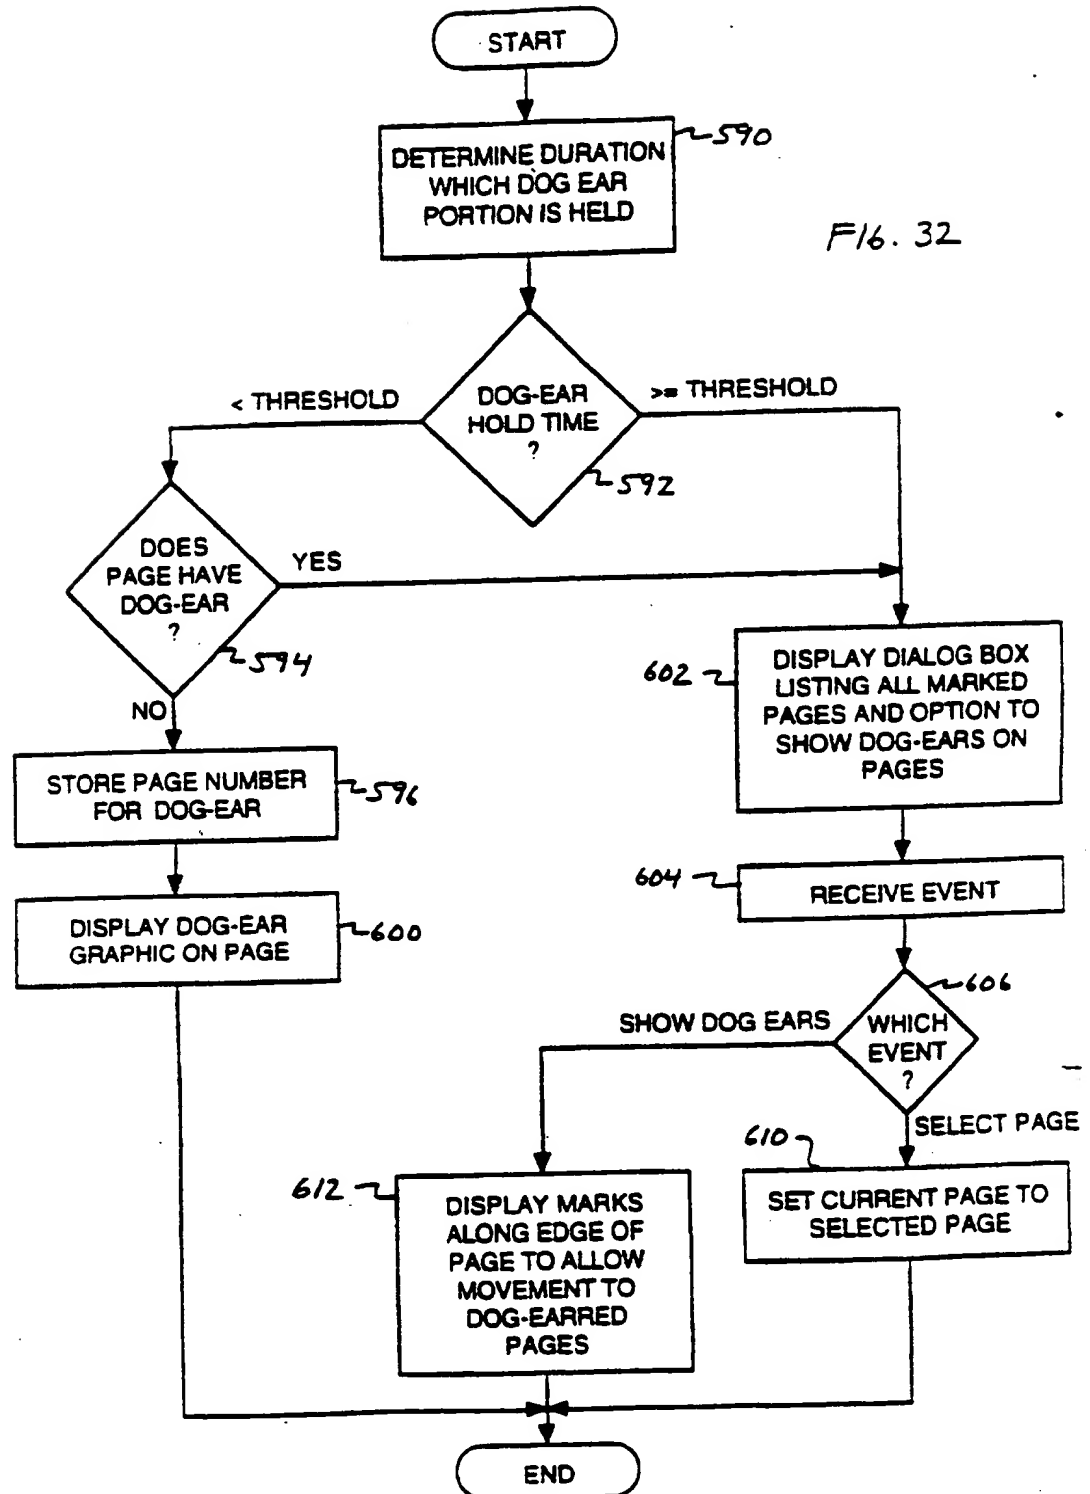 START
DETERMINE DURATION
WHICH DOG EAR
PORTION IS HELD
590
FIG. 32
< THRESHOLD
DOG-EAR
HOLD TIME
?
>= THRESHOLD
592
DOES
PAGE HAVE
DOG-EAR
?
YES
594
NO
602
DISPLAY DIALOG BOX
LISTING ALL MARKED
PAGES AND OPTION TO
SHOW DOG-EARS ON
PAGES
STORE PAGE NUMBER
FOR DOG-EAR
596
604
RECEIVE EVENT
DISPLAY DOG-EAR
GRAPHIC ON PAGE
600
606
SHOW DOG EARS
WHICH
EVENT
?
SELECT PAGE
610
612
DISPLAY MARKS
ALONG EDGE OF
PAGE TO ALLOW
MOVEMENT TO
DOG-EARRED
PAGES
SET CURRENT PAGE TO
SELECTED PAGE
END